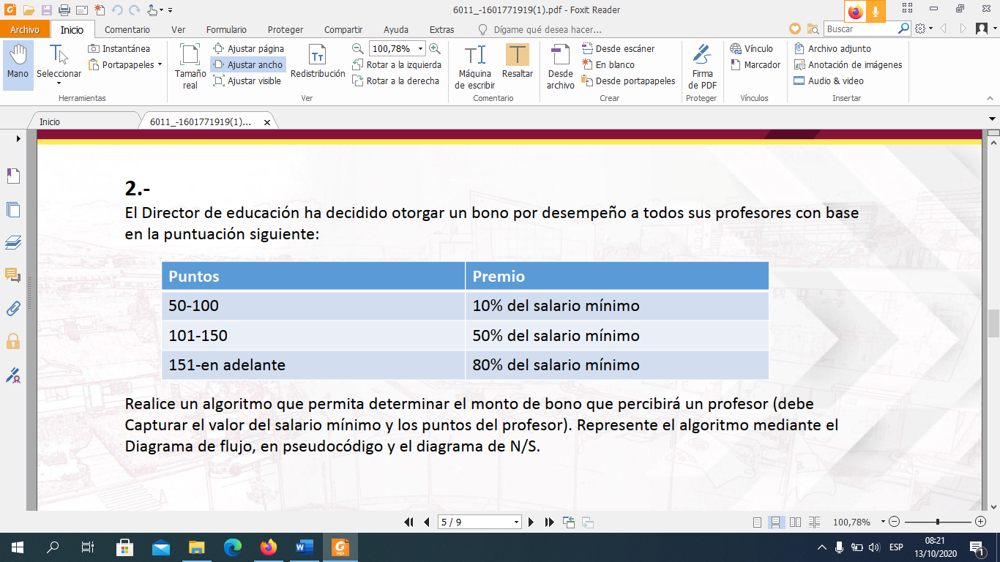 6011_-1601771919(1).pdf - Foxit Reader
Archivo Inicio Comentario Ver Formulario Proteger Compartir Ayuda Extras Dígame qué desea hacer... Buscar
Mano
Seleccionar
Instantánea
Portapapeles
Herramientas
Tamaño real
Ajustar página
Ajustar ancho
Ajustar visible
Redistribución
100,78%
Rotar a la izquierda
Rotar a la derecha
Ver
Máquina de escribir
Resaltar
Comentario
Desde archivo
Desde escáner
En blanco
Desde portapapeles
Crear
Firma de PDF
Proteger
Vínculo
Marcador
Vínculos
Archivo adjunto
Anotación de imágenes
Audio & video
Insertar
Inicio 6011_-1601771919(1)...
2.-
El Director de educación ha decidido otorgar un bono por desempeño a todos sus profesores con base
en la puntuación siguiente:
Puntos Premio
50-100 10% del salario mínimo
101-150 50% del salario mínimo
151-en adelante 80% del salario mínimo
Realice un algoritmo que permita determinar el monto de bono que percibirá un profesor (debe
Capturar el valor del salario mínimo y los puntos del profesor). Represente el algoritmo mediante el
Diagrama de flujo, en pseudocódigo y el diagrama de N/S.
5 / 9 100,78%
ESP
08:21
13/10/2020
1